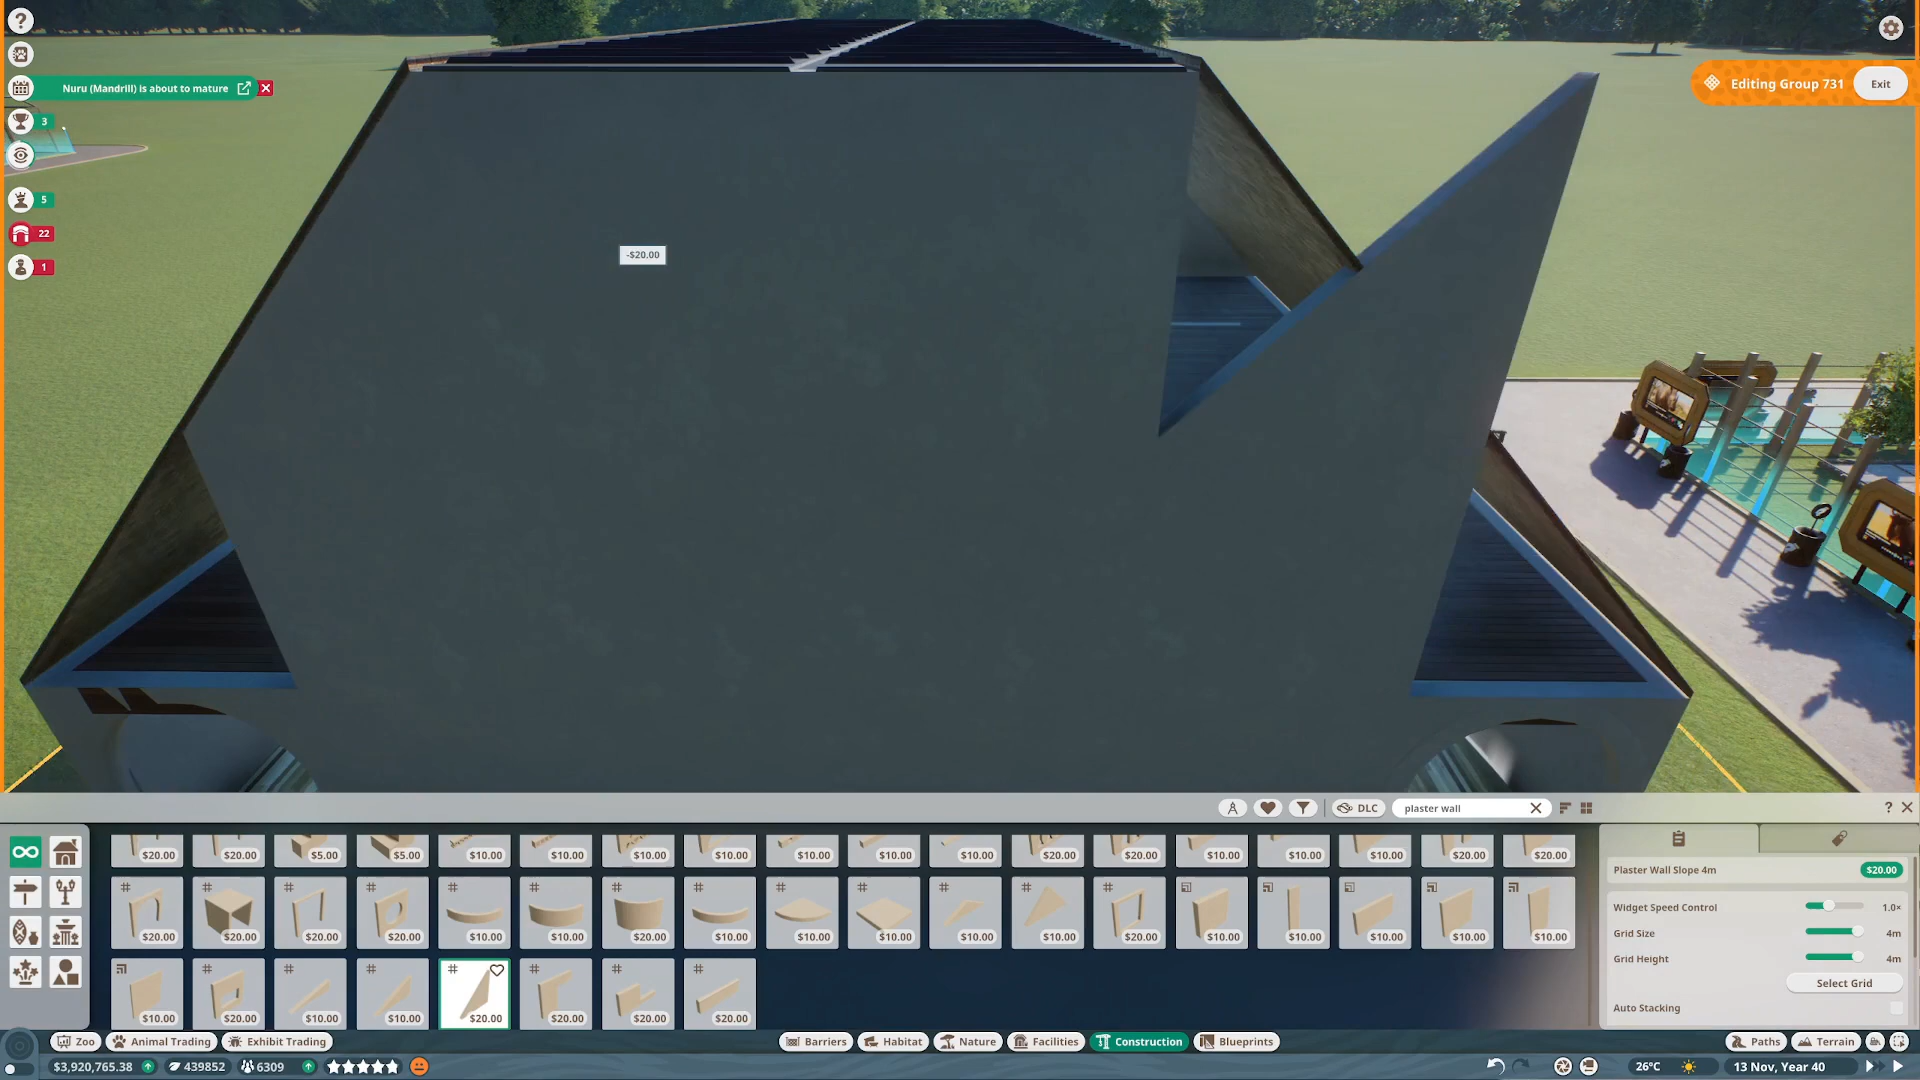 ?
Nuru (Mandrill) is about to mature
3
5
22
1
Editing Group 731
Exit
-$20.00
DLC
plaster wall
?
$20.00 $20.00 $5.00 $5.00 $10.00 $10.00 $10.00 $10.00 $10.00 $10.00 $10.00 $20.00 $20.00 $10.00 $10.00 $10.00 $20.00 $20.00
$20.00 $20.00 $20.00 $20.00 $10.00 $10.00 $20.00 $10.00 $10.00 $10.00 $10.00 $10.00 $20.00 $10.00 $10.00 $10.00 $10.00 $10.00
$10.00 $20.00 $10.00 $10.00 $20.00 $20.00 $20.00 $20.00
Plaster Wall Slope 4m $20.00
Widget Speed Control 1.0×
Grid Size 4m
Grid Height 4m
Select Grid
Auto Stacking
Zoo Animal Trading Exhibit Trading Barriers Habitat Nature Facilities Construction Blueprints Paths Terrain
$3,920,765.38 439852 6309 26°C 13 Nov, Year 40